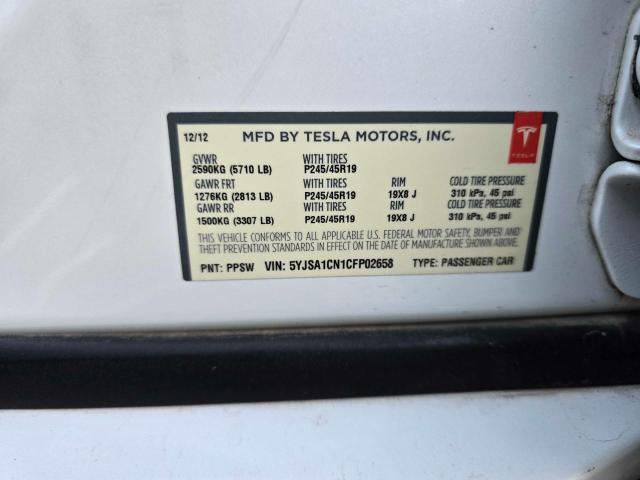 12/12 MFD BY TESLA MOTORS, INC.
TESLA
GVWR WITH TIRES
2590KG (5710 LB) P245/45R19
GAWR FRT WITH TIRES RIM COLD TIRE PRESSURE
1276KG (2813 LB) P245/45R19 19X8 J 310 kPa, 45 psi
GAWR RR WITH TIRES RIM COLD TIRE PRESSURE
1500KG (3307 LB) P245/45R19 19X8 J 310 kPa, 45 psi
THIS VEHICLE CONFORMS TO ALL APPLICABLE FEDERAL MOTOR SAFETY, BUMPER AND
THEFT PREVENTION STANDARDS IN EFFECT ON THE DATE OF MANUFACTURE SHOWN ABOVE.
PNT: PPSW VIN: 5YJSA1CN1CFP02658 TYPE: PASSENGER CAR